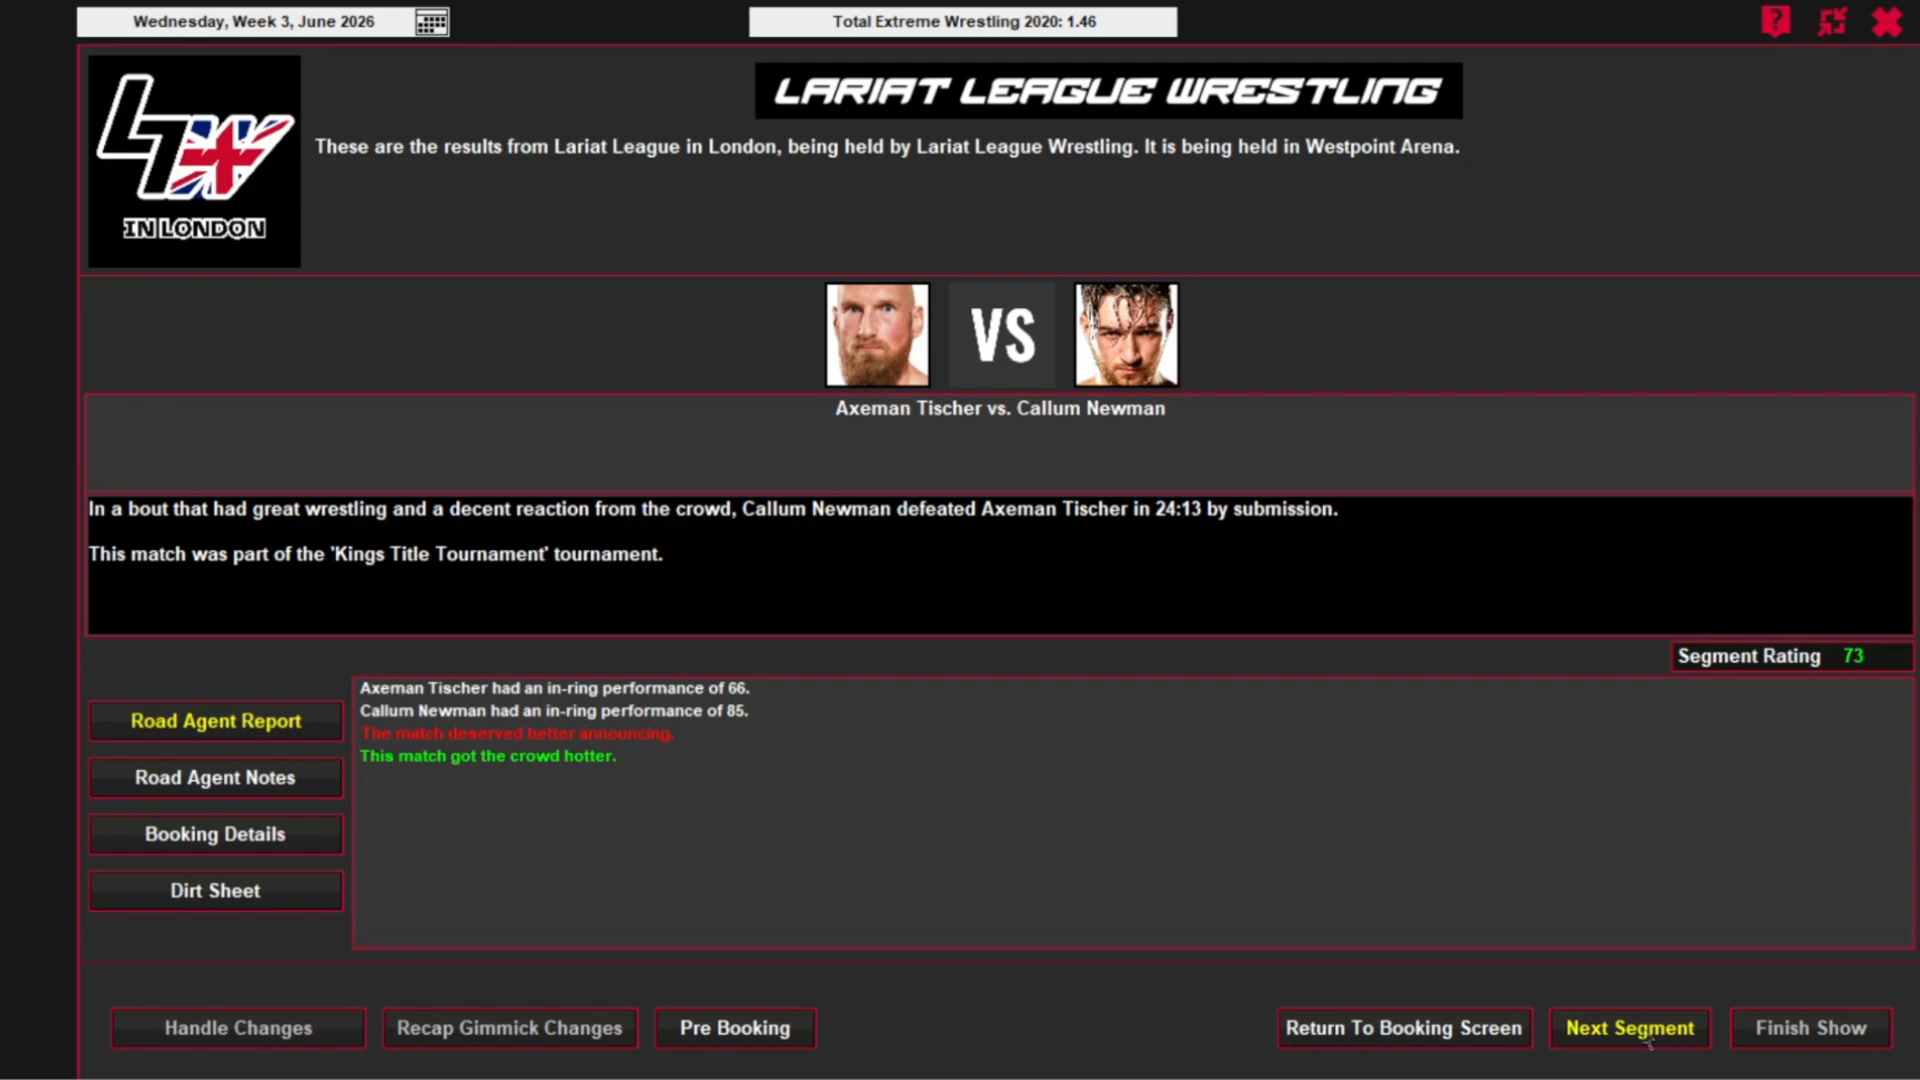 Wednesday, Week 3, June 2026
Total Extreme Wrestling 2020: 1.46
?
LLW
IN LONDON
LARIAT LEAGUE WRESTLING
These are the results from Lariat League in London, being held by Lariat League Wrestling. It is being held in Westpoint Arena.
VS
Axeman Tischer vs. Callum Newman
In a bout that had great wrestling and a decent reaction from the crowd, Callum Newman defeated Axeman Tischer in 24:13 by submission.
This match was part of the 'Kings Title Tournament' tournament.
Segment Rating 73
Road Agent Report
Road Agent Notes
Booking Details
Dirt Sheet
Axeman Tischer had an in-ring performance of 66.
Callum Newman had an in-ring performance of 85.
The match deserved better announcing.
This match got the crowd hotter.
Handle Changes
Recap Gimmick Changes
Pre Booking
Return To Booking Screen
Next Segment
Finish Show